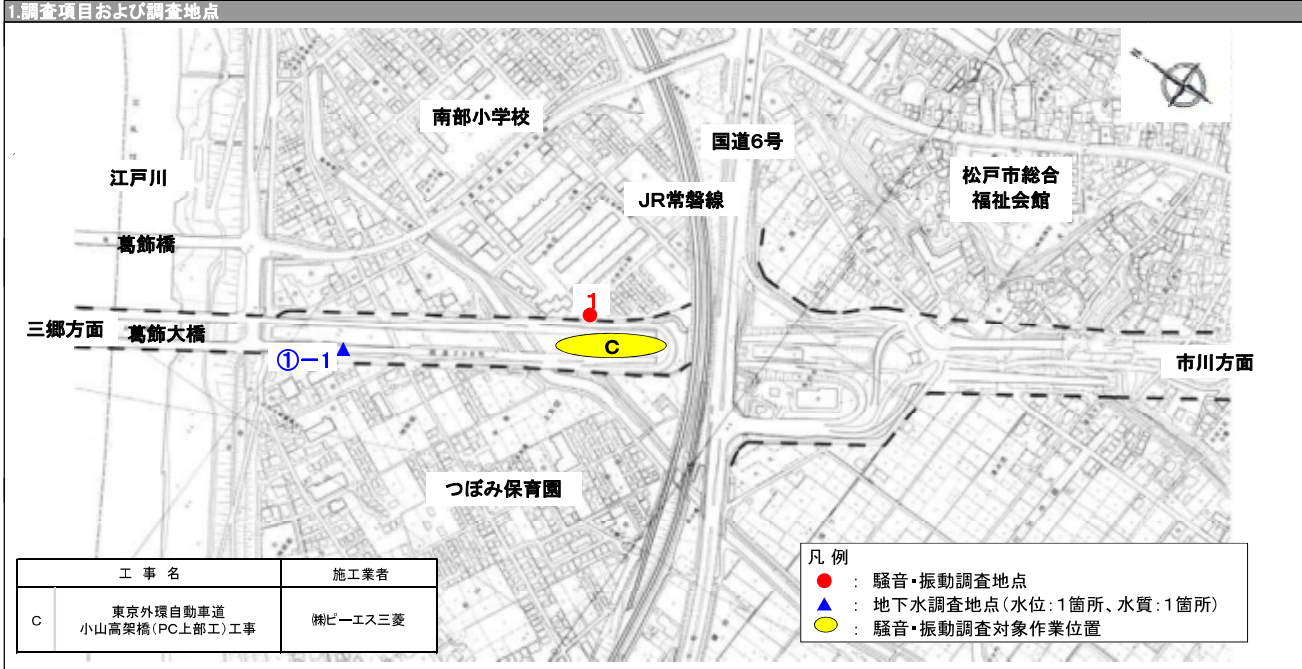 1.調査項目および調査地点
南部小学校
国道6号
江戸川
松戸市総合
福祉会館
JR常磐線
葛飾橋
1
三郷方面
葛飾大橋
C
①ー1
市川方面
つぼみ保育園
工 事 名
施工業者
C
東京外環自動車道
小山高架橋(PC上部工)工事
㈱ピーエス三菱
凡 例
： 騒音・振動調査地点
： 地下水調査地点(水位：1箇所、水質：1箇所)
： 騒音・振動調査対象作業位置